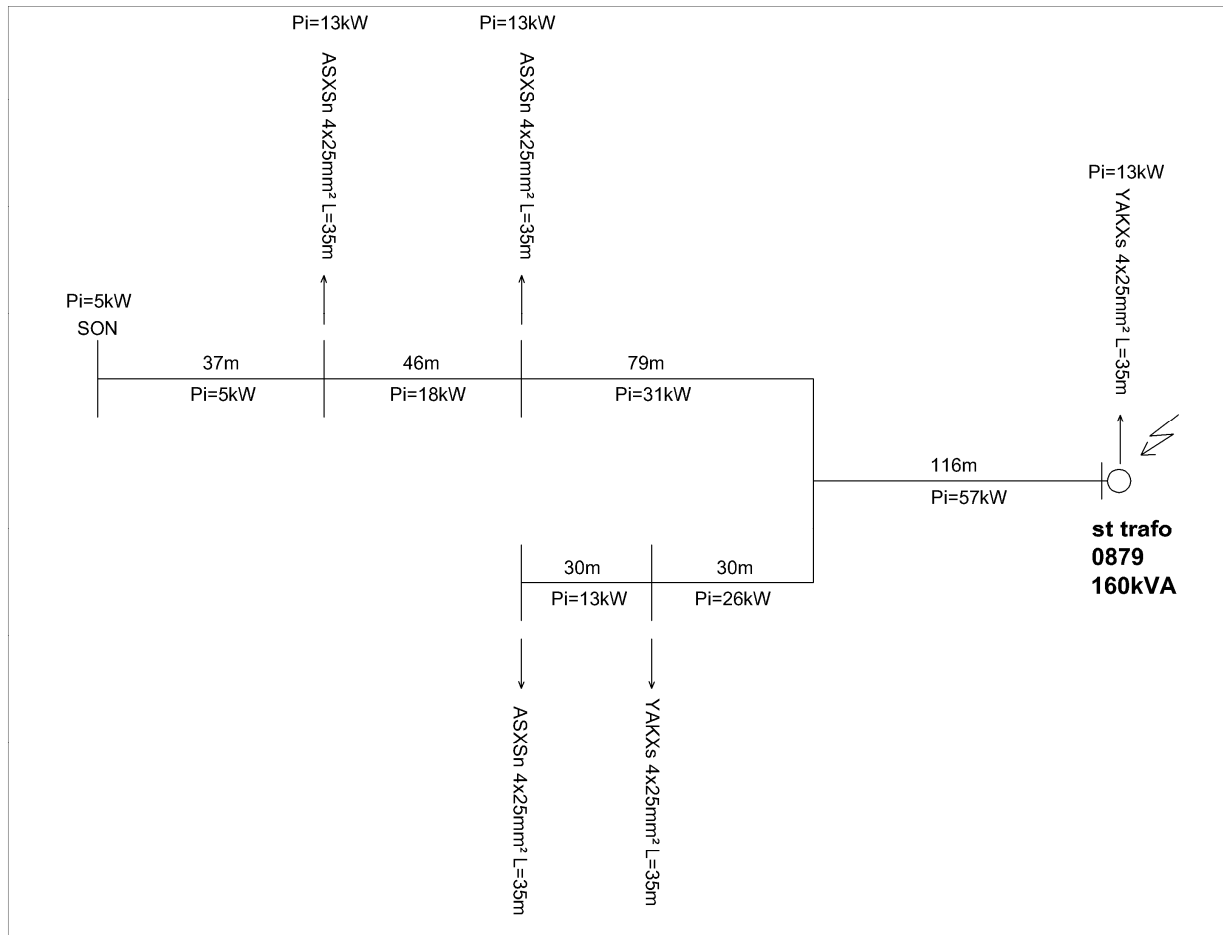 Pi=13kW
ASXSn 4x25mm² L=35m
Pi=13kW
ASXSn 4x25mm² L=35m
Pi=13kW
YAKXs 4x25mm² L=35m
Pi=5kW
SON
37m
Pi=5kW
46m
Pi=18kW
79m
Pi=31kW
116m
Pi=57kW
st trafo
0879
160kVA
30m
Pi=13kW
30m
Pi=26kW
ASXSn 4x25mm² L=35m
YAKXs 4x25mm² L=35m